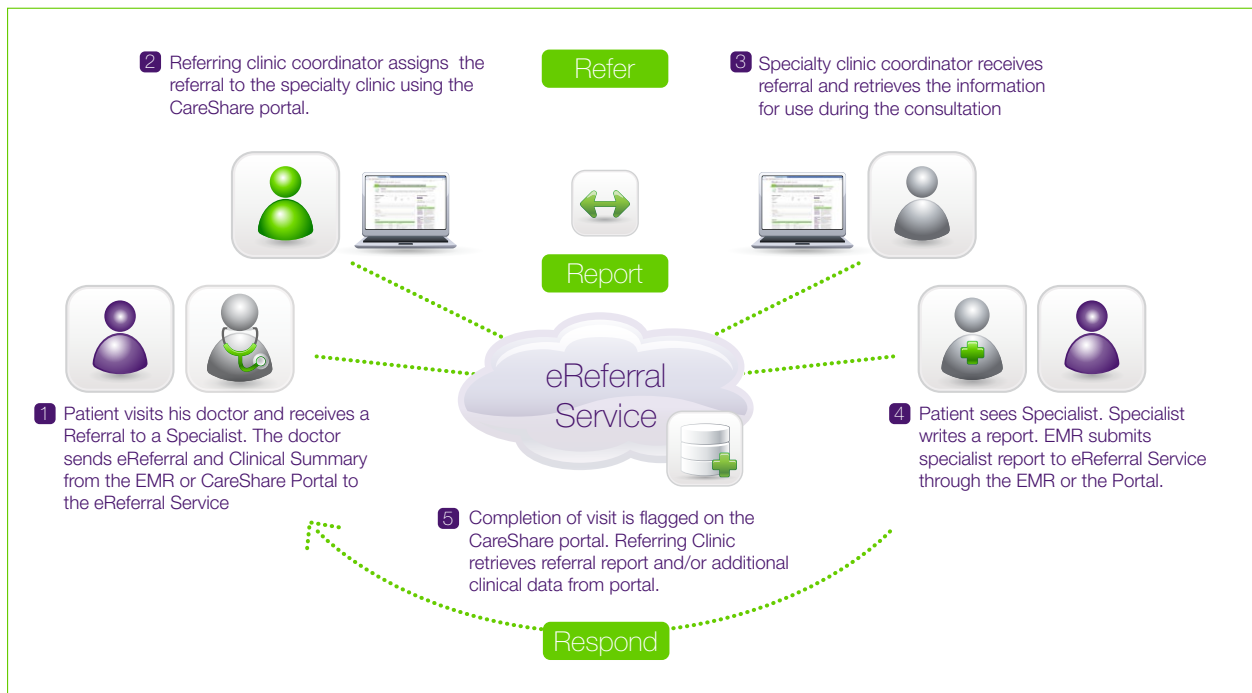 2 Referring clinic coordinator assigns the
referral to the specialty clinic using the
CareShare portal.
Refer
3 Specialty clinic coordinator receives
referral and retrieves the information
for use during the consultation
Report
eReferral
Service
1 Patient visits his doctor and receives a
Referral to a Specialist. The doctor
sends eReferral and Clinical Summary
from the EMR or CareShare Portal to
the eReferral Service
4 Patient sees Specialist. Specialist
writes a report. EMR submits
specialist report to eReferral Service
through the EMR or the Portal.
5 Completion of visit is flagged on the
CareShare portal. Referring Clinic
retrieves referral report and/or additional
clinical data from portal.
Respond